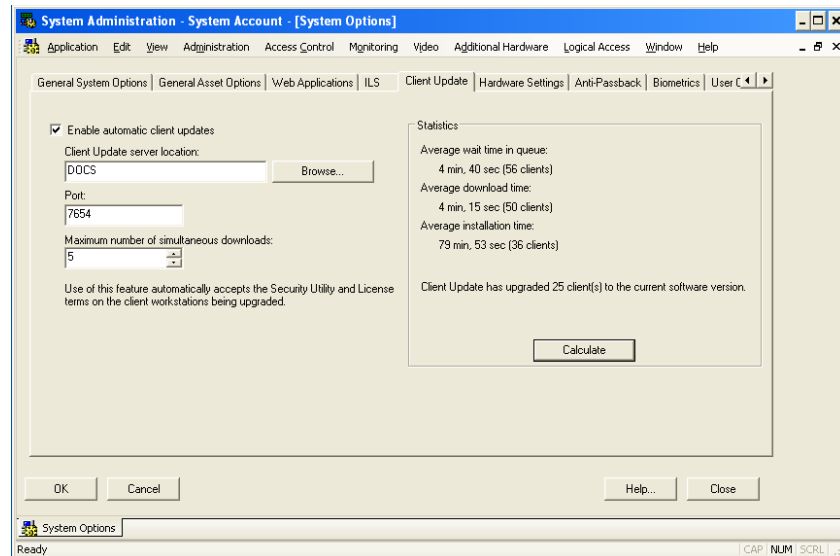 System Administration - System Account - [System Options]
Application Edit View Administration Access Control Monitoring Video Additional Hardware Logical Access Window Help
General System Options General Asset Options Web Applications ILS Client Update Hardware Settings Anti-Passback Biometrics User C
Enable automatic client updates
Client Update server location:
DOCS
Browse...
Port:
7654
Maximum number of simultaneous downloads:
5
Use of this feature automatically accepts the Security Utility and License
terms on the client workstations being upgraded.
Statistics
Average wait time in queue:
4 min, 40 sec (56 clients)
Average download time:
4 min, 15 sec (50 clients)
Average installation time:
79 min, 53 sec (36 clients)
Client Update has upgraded 25 client(s) to the current software version.
Calculate
OK Cancel Help... Close
System Options
Ready CAP NUM SCRL